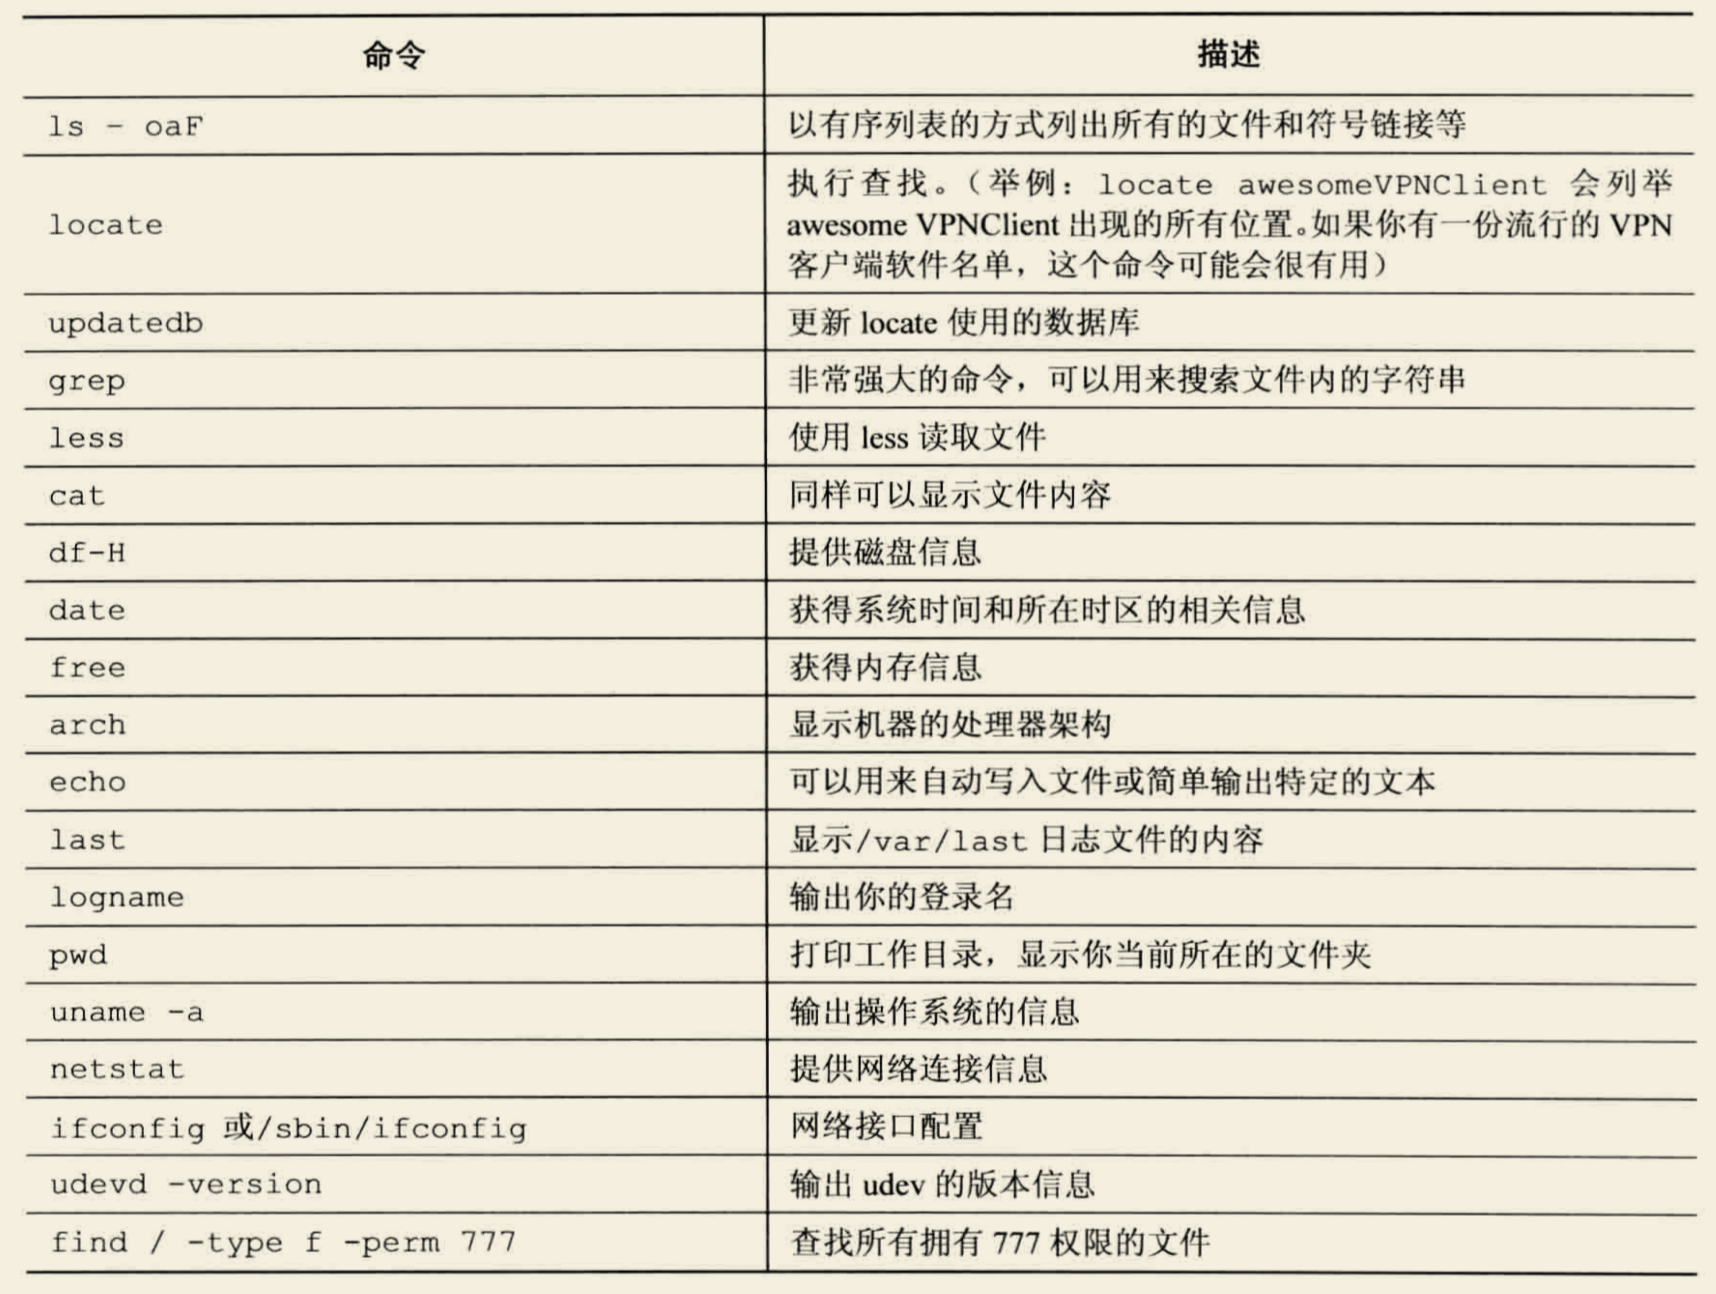 命令 描述
ls - oaF 以有序列表的方式列出所有的文件和符号链接等
执行查找。（举例：locate awesomeVPNClient 会列举
locate awesome VPNClient 出现的所有位置。如果你有一份流行的 VPN
客户端软件名单，这个命令可能会很有用）
updatedb 更新 locate 使用的数据库
grep 非常强大的命令，可以用来搜索文件内的字符串
less 使用 less 读取文件
cat 同样可以显示文件内容
df-H 提供磁盘信息
date 获得系统时间和所在时区的相关信息
free 获得内存信息
arch 显示机器的处理器架构
echo 可以用来自动写入文件或简单输出特定的文本
last 显示/var/last 日志文件的内容
logname 输出你的登录名
pwd 打印工作目录，显示你当前所在的文件夹
uname -a 输出操作系统的信息
netstat 提供网络连接信息
ifconfig 或/sbin/ifconfig 网络接口配置
udevd -version 输出 udev 的版本信息
find / -type f -perm 777 查找所有拥有 777 权限的文件